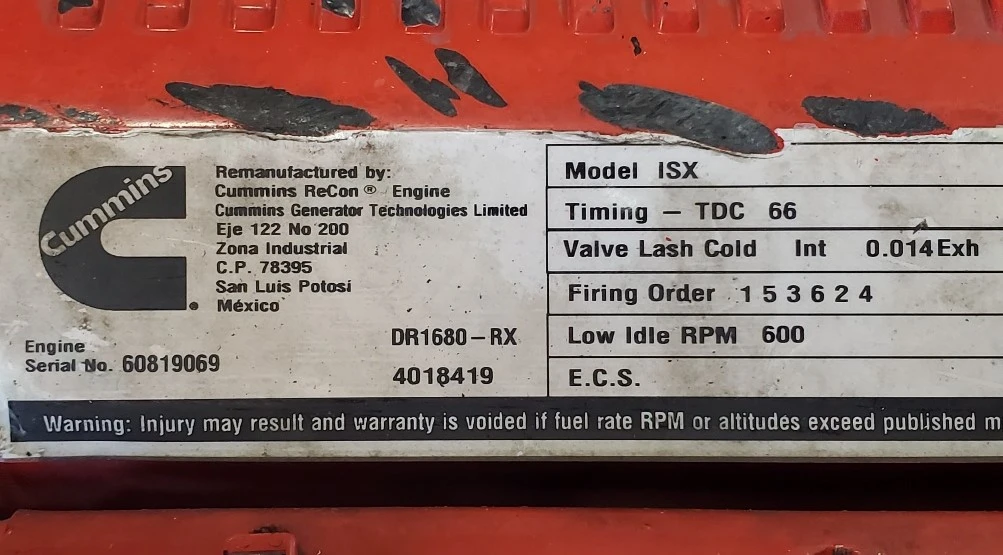 Cummins
Remanufactured by:
Cummins ReCon ® Engine
Cummins Generator Technologies Limited
Eje 122 No 200
Zona Industrial
C.P. 78395
San Luis Potosí
México
Engine
Serial No. 60819069
DR1680-RX
4018419
Model ISX
Timing - TDC 66
Valve Lash Cold Int 0.014 Exh
Firing Order 1 5 3 6 2 4
Low Idle RPM 600
E.C.S.
Warning: Injury may result and warranty is voided if fuel rate RPM or altitudes exceed published